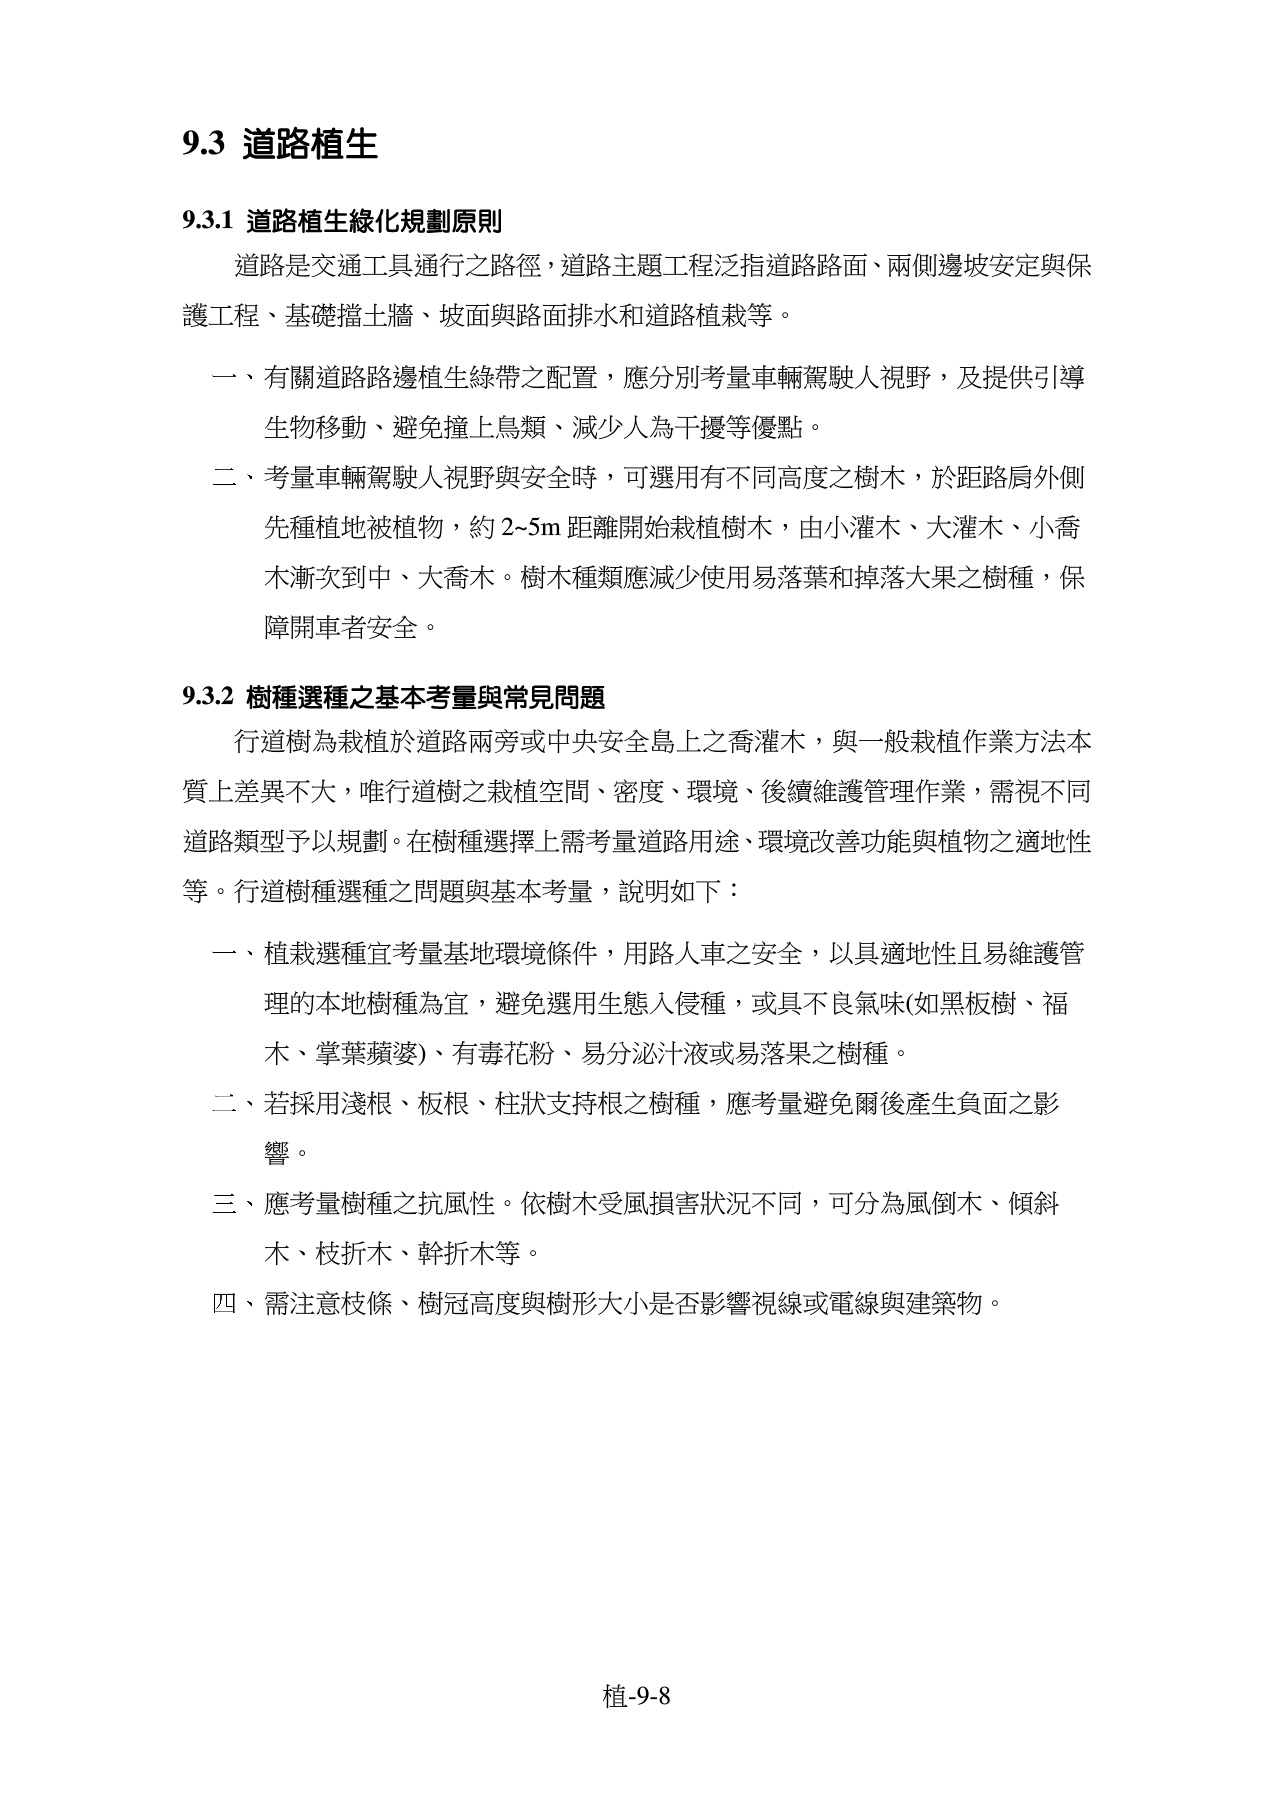 9.3 道路植生
9.3.1 道路植生綠化規劃原則
道路是交通工具通行之路徑，道路主題工程泛指道路路面、兩側邊坡安定與保
護工程、基礎擋土牆、坡面與路面排水和道路植栽等。
一、有關道路路邊植生綠帶之配置，應分別考量車輛駕駛人視野，及提供引導
生物移動、避免撞上鳥類、減少人為干擾等優點。
二、考量車輛駕駛人視野與安全時，可選用有不同高度之樹木，於距路肩外側
先種植地被植物，約 2~5m 距離開始栽植樹木，由小灌木、大灌木、小喬
木漸次到中、大喬木。樹木種類應減少使用易落葉和掉落大果之樹種，保
障開車者安全。
9.3.2 樹種選種之基本考量與常見問題
行道樹為栽植於道路兩旁或中央安全島上之喬灌木，與一般栽植作業方法本
質上差異不大，唯行道樹之栽植空間、密度、環境、後續維護管理作業，需視不同
道路類型予以規劃。在樹種選擇上需考量道路用途、環境改善功能與植物之適地性
等。行道樹種選種之問題與基本考量，說明如下：
一、植栽選種宜考量基地環境條件，用路人車之安全，以具適地性且易維護管
理的本地樹種為宜，避免選用生態入侵種，或具不良氣味(如黑板樹、福
木、掌葉蘋婆)、有毒花粉、易分泌汁液或易落果之樹種。
二、若採用淺根、板根、柱狀支持根之樹種，應考量避免爾後產生負面之影
響。
三、應考量樹種之抗風性。依樹木受風損害狀況不同，可分為風倒木、傾斜
木、枝折木、幹折木等。
四、需注意枝條、樹冠高度與樹形大小是否影響視線或電線與建築物。
植-9-8